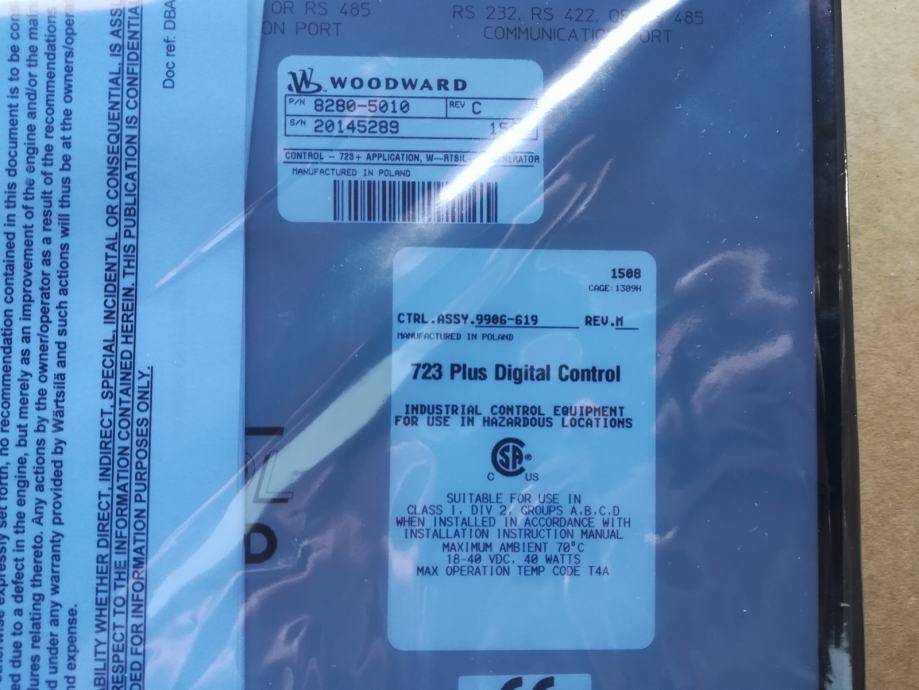 otherwise expressly set forth, no recommendation contained in this document is to be
ed due to a defect in the engine, but merely as an improvement of the engine and/or the
lures relating thereto. Any actions by the owner/operator as a result of the recommendations
d under any warranty provided by Wärtsilä and such actions will thus be at the
nd expense.
ABILITY WHETHER DIRECT, INDIRECT, SPECIAL, INCIDENTAL OR CONSEQUENTIAL, IS
RESPECT TO THE INFORMATION CONTAINED HEREIN. THIS PUBLICATION IS CONFIDENTIA
DED FOR INFORMATION PURPOSES ONLY.
Doc ref: DBA
OR RS 485
ON PORT
RS 232, RS 422, OR RS 485
COMMUNICATION PORT
WOODWARD
P/N 8280-5010 REV C
S/N 20145289
CONTROL - 723+ APPLICATION,
MANUFACTURED IN POLAND
1508
CAGE:1389H
CTRL.ASSY.9906-619 REV.M
MANUFACTURED IN POLAND
723 Plus Digital Control
INDUSTRIAL CONTROL EQUIPMENT
FOR USE IN HAZARDOUS LOCATIONS
C SA® US
SUITABLE FOR USE IN
CLASS I, DIV 2, GROUPS A,B,C,D
WHEN INSTALLED IN ACCORDANCE WITH
INSTALLATION INSTRUCTION MANUAL
MAXIMUM AMBIENT 70°C
18-40 VDC, 40 WATTS
MAX OPERATION TEMP CODE T4A
CE